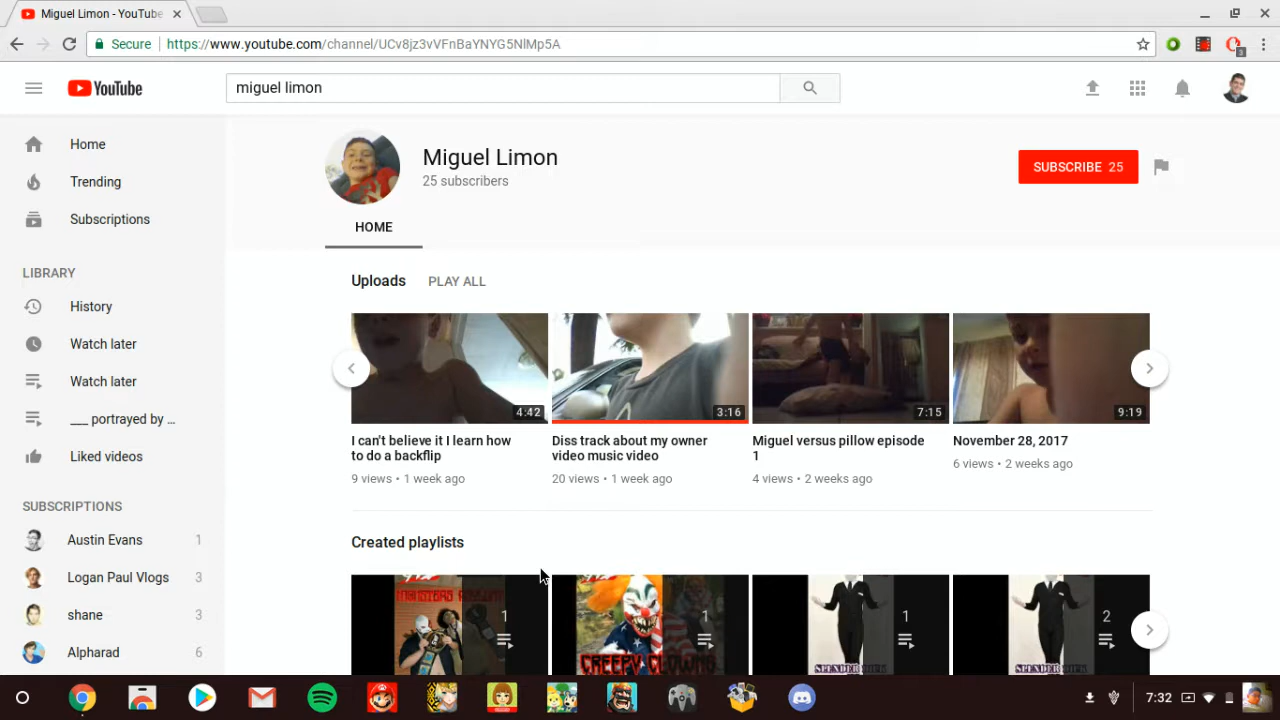 Miguel Limon - YouTube
Secure
https://www.youtube.com/channel/UCv8jz3vVFnBaYNYG5NlMp5A
3
YouTube
miguel limon
Home
Trending
Subscriptions
LIBRARY
History
Watch later
Watch later
___ portrayed by ...
Liked videos
SUBSCRIPTIONS
Austin Evans 1
Logan Paul Vlogs 3
shane 3
Alpharad 6
Miguel Limon
25 subscribers
SUBSCRIBE 25
HOME
Uploads PLAY ALL
4:42
3:16
7:15
9:19
I can't believe it I learn how
to do a backflip
9 views • 1 week ago
Diss track about my owner
video music video
20 views • 1 week ago
Miguel versus pillow episode
1
4 views • 2 weeks ago
November 28, 2017
6 views • 2 weeks ago
Created playlists
1
CREEPY CLOWNS
1
1
2
7:32